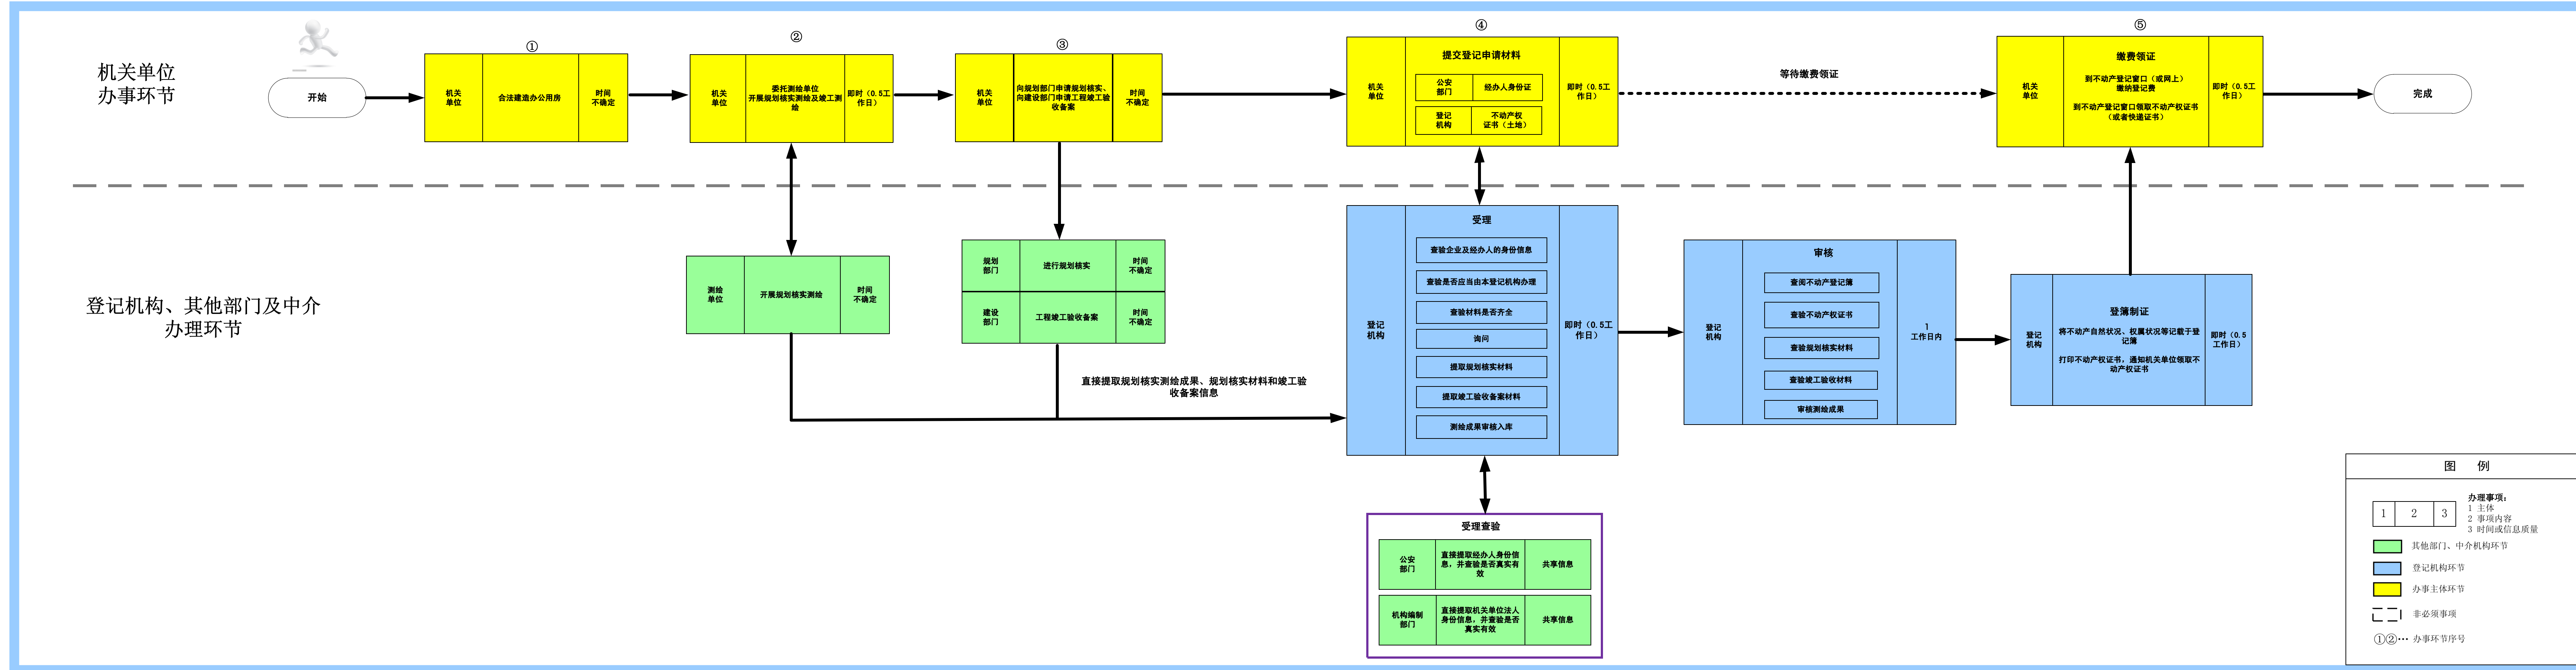 机关单位
办事环节
开始
①
机关
单位
合法建造办公用房
时间
不确定
②
机关
单位
委托测绘单位
开展规划核实测绘及竣工测
绘
即时（0.5工
作日）
③
机关
单位
向规划部门申请规划核实、
向建设部门申请工程竣工验
收备案
时间
不确定
④
机关
单位
提交登记申请材料
公安
部门
经办人身份证
登记
机构
不动产权
证书（土地）
即时（0.5工
作日）
等待缴费领证
⑤
机关
单位
缴费领证
到不动产登记窗口（或网上）
缴纳登记费
到不动产登记窗口领取不动产权证书
（或者快递证书）
即时（0.5工
作日）
完成
登记机构、其他部门及中介
办理环节
测绘
单位
开展规划核实测绘
时间
不确定
规划
部门
进行规划核实
时间
不确定
建设
部门
工程竣工验收备案
时间
不确定
直接提取规划核实测绘成果、规划核实材料和竣工验
收备案信息
登记
机构
受理
查验企业及经办人的身份信息
查验是否应当由本登记机构办理
查验材料是否齐全
询问
提取规划核实材料
提取竣工验收备案材料
测绘成果审核入库
即时（0.5工
作日）
登记
机构
审核
查阅不动产登记簿
查验不动产权证书
查验规划核实材料
查验竣工验收材料
审核测绘成果
1
工作日内
登记
机构
登簿制证
将不动产自然状况、权属状况等记载于登
记簿
打印不动产权证书，通知机关单位领取不
动产权证书
即时（0.5
工作日）
受理查验
公安
部门
直接提取经办人身份信
息，并查验是否真实有
效
共享信息
机构编制
部门
直接提取机关单位法人
身份信息，并查验是否
真实有效
共享信息
图 例
1 2 3
办理事项：
1 主体
2 事项内容
3 时间或信息质量
其他部门、中介机构环节
登记机构环节
办事主体环节
非必须事项
①②… 办事环节序号